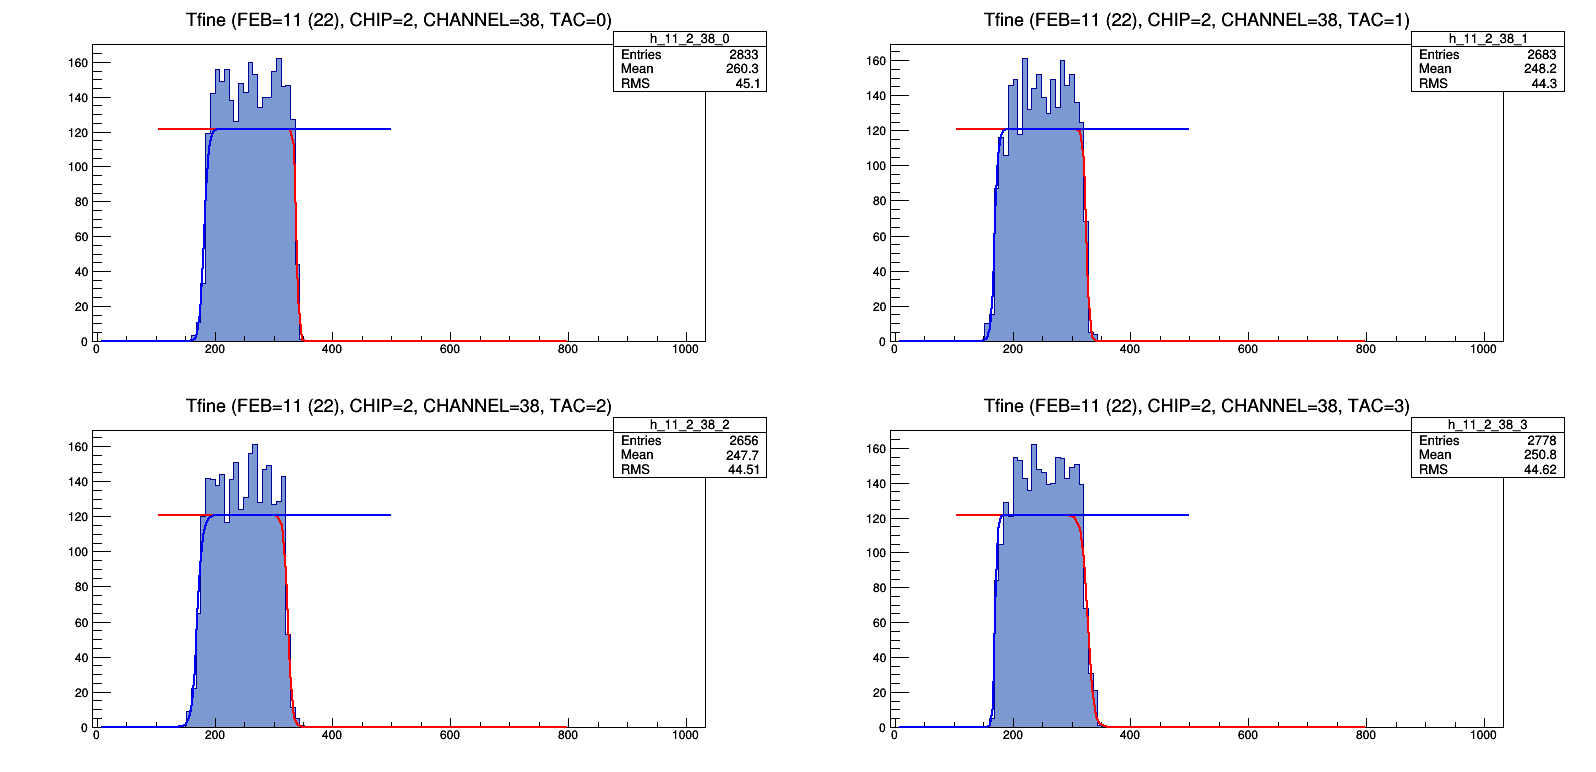 Tfine (FEB=11 (22), CHIP=2, CHANNEL=38, TAC=0)
h_11_2_38_0
Entries 2833
Mean 260.3
RMS 45.1
160
140
120
100
80
60
40
20
0
0 200 400 600 800 1000
Tfine (FEB=11 (22), CHIP=2, CHANNEL=38, TAC=1)
h_11_2_38_1
Entries 2683
Mean 248.2
RMS 44.3
160
140
120
100
80
60
40
20
0
0 200 400 600 800 1000
Tfine (FEB=11 (22), CHIP=2, CHANNEL=38, TAC=2)
h_11_2_38_2
Entries 2656
Mean 247.7
RMS 44.51
160
140
120
100
80
60
40
20
0
0 200 400 600 800 1000
Tfine (FEB=11 (22), CHIP=2, CHANNEL=38, TAC=3)
h_11_2_38_3
Entries 2778
Mean 250.8
RMS 44.62
160
140
120
100
80
60
40
20
0
0 200 400 600 800 1000